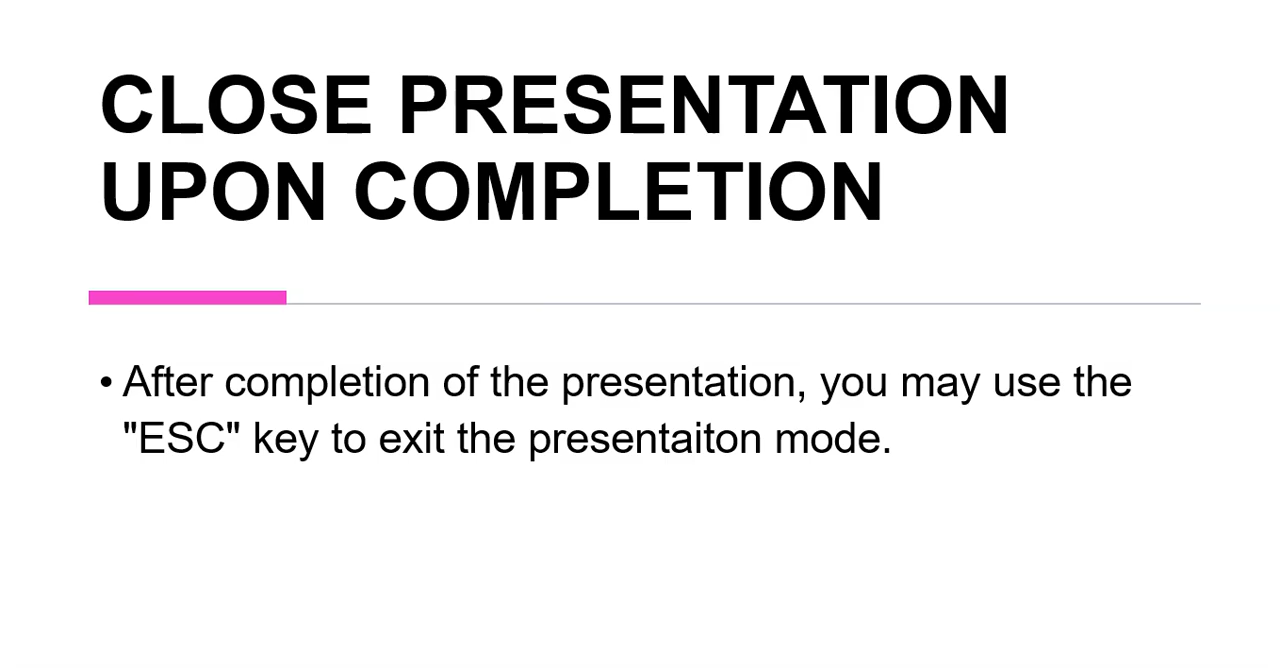 CLOSE PRESENTATION
UPON COMPLETION
• After completion of the presentation, you may use the
"ESC" key to exit the presentaiton mode.